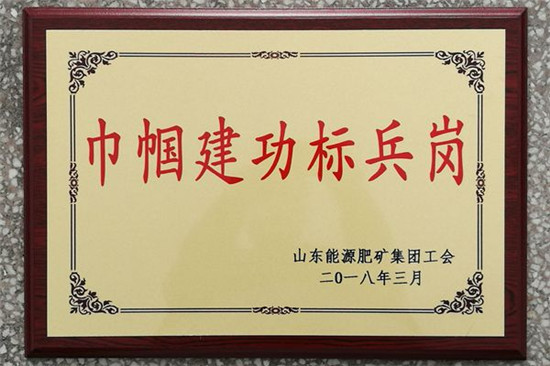 巾帼建功标兵岗
山东能源肥矿集团工会
二〇一八年三月